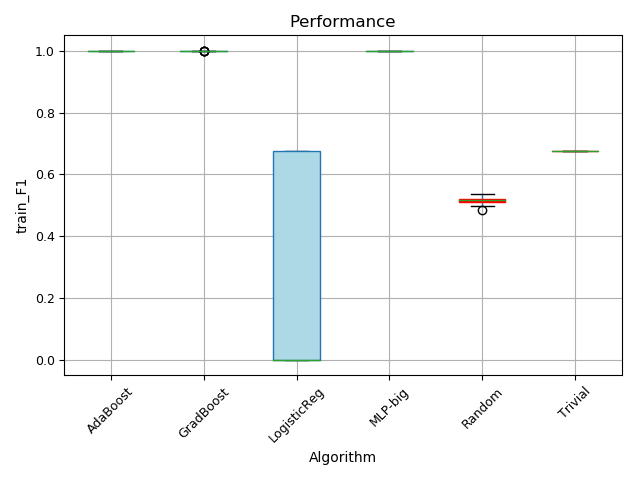 Performance
train_F1
1.0
0.8
0.6
0.4
0.2
0.0
AdaBoost
GradBoost
LogisticReg
MLP-big
Random
Trivial
Algorithm